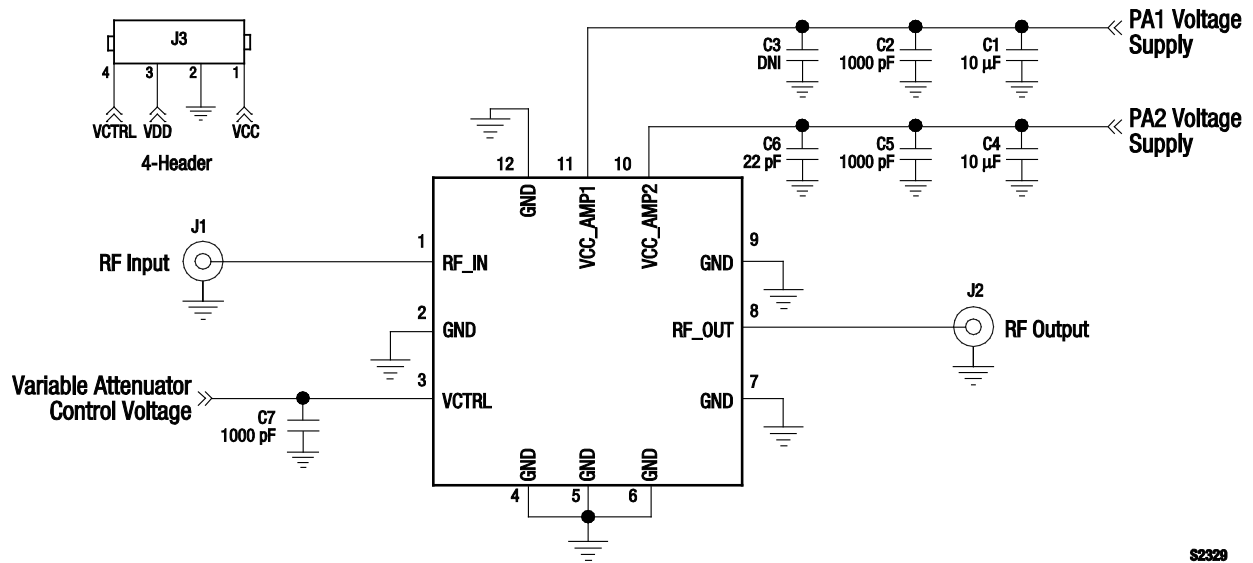 J3
4 3 2 1
VCTRL VDD VCC
4-Header
PA1 Voltage
Supply
C3
DNI
C2
1000 pF
C1
10 µF
PA2 Voltage
Supply
C6
22 pF
C5
1000 pF
C4
10 µF
12 11 10
GND VCC_AMP1 VCC_AMP2
J1
RF Input
1
RF_IN
2
GND
Variable Attenuator
Control Voltage
3
VCTRL
C7
1000 pF
9
GND
8
RF_OUT
J2
RF Output
7
GND
GND GND GND
4 5 6
S2329